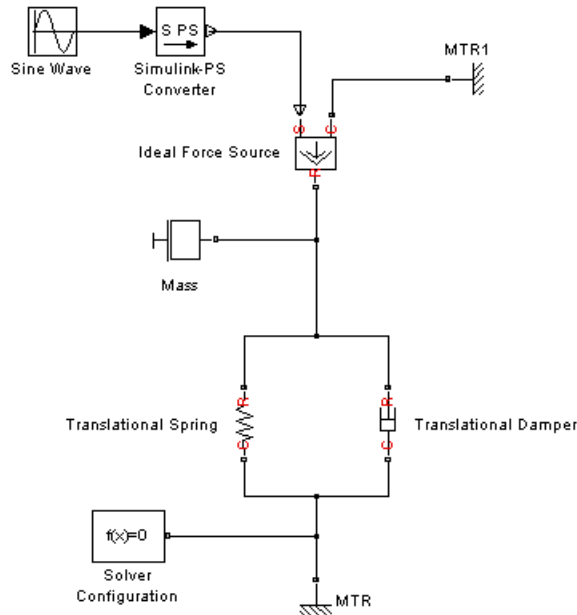 S PS
Sine Wave
Simulink-PS
Converter
MTR1
S
C
Ideal Force Source
R
Mass
R
R
Translational Spring
Translational Damper
C
C
f(x)=0
Solver
Configuration
MTR